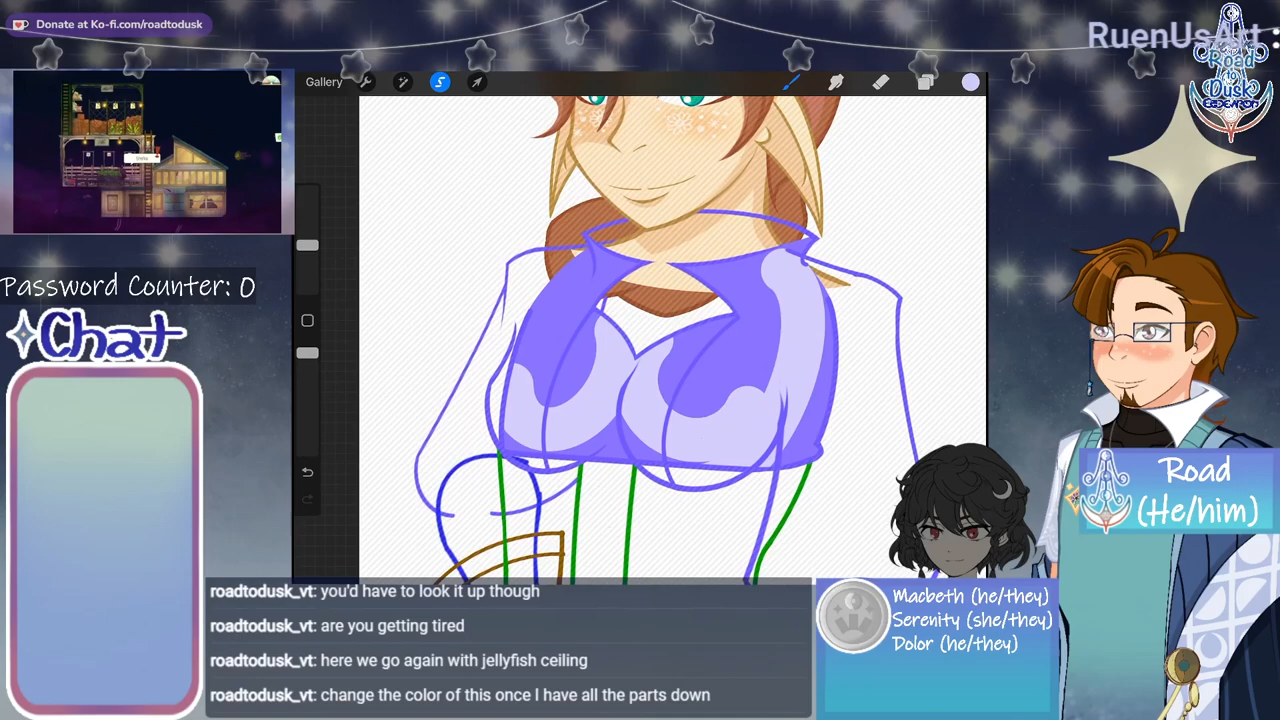 Donate at Ko-fi.com/roadtodusk
RuenUsArt
Road
to
Dusk
Gallery
Password Counter: 0
Chat
Road
(He/him)
roadtodusk_vt: you'd have to look it up though
roadtodusk_vt: are you getting tired
roadtodusk_vt: here we go again with jellyfish ceiling
roadtodusk_vt: change the color of this once I have all the parts down
Macbeth (he/they)
Serenity (she/they)
Dolor (he/they)